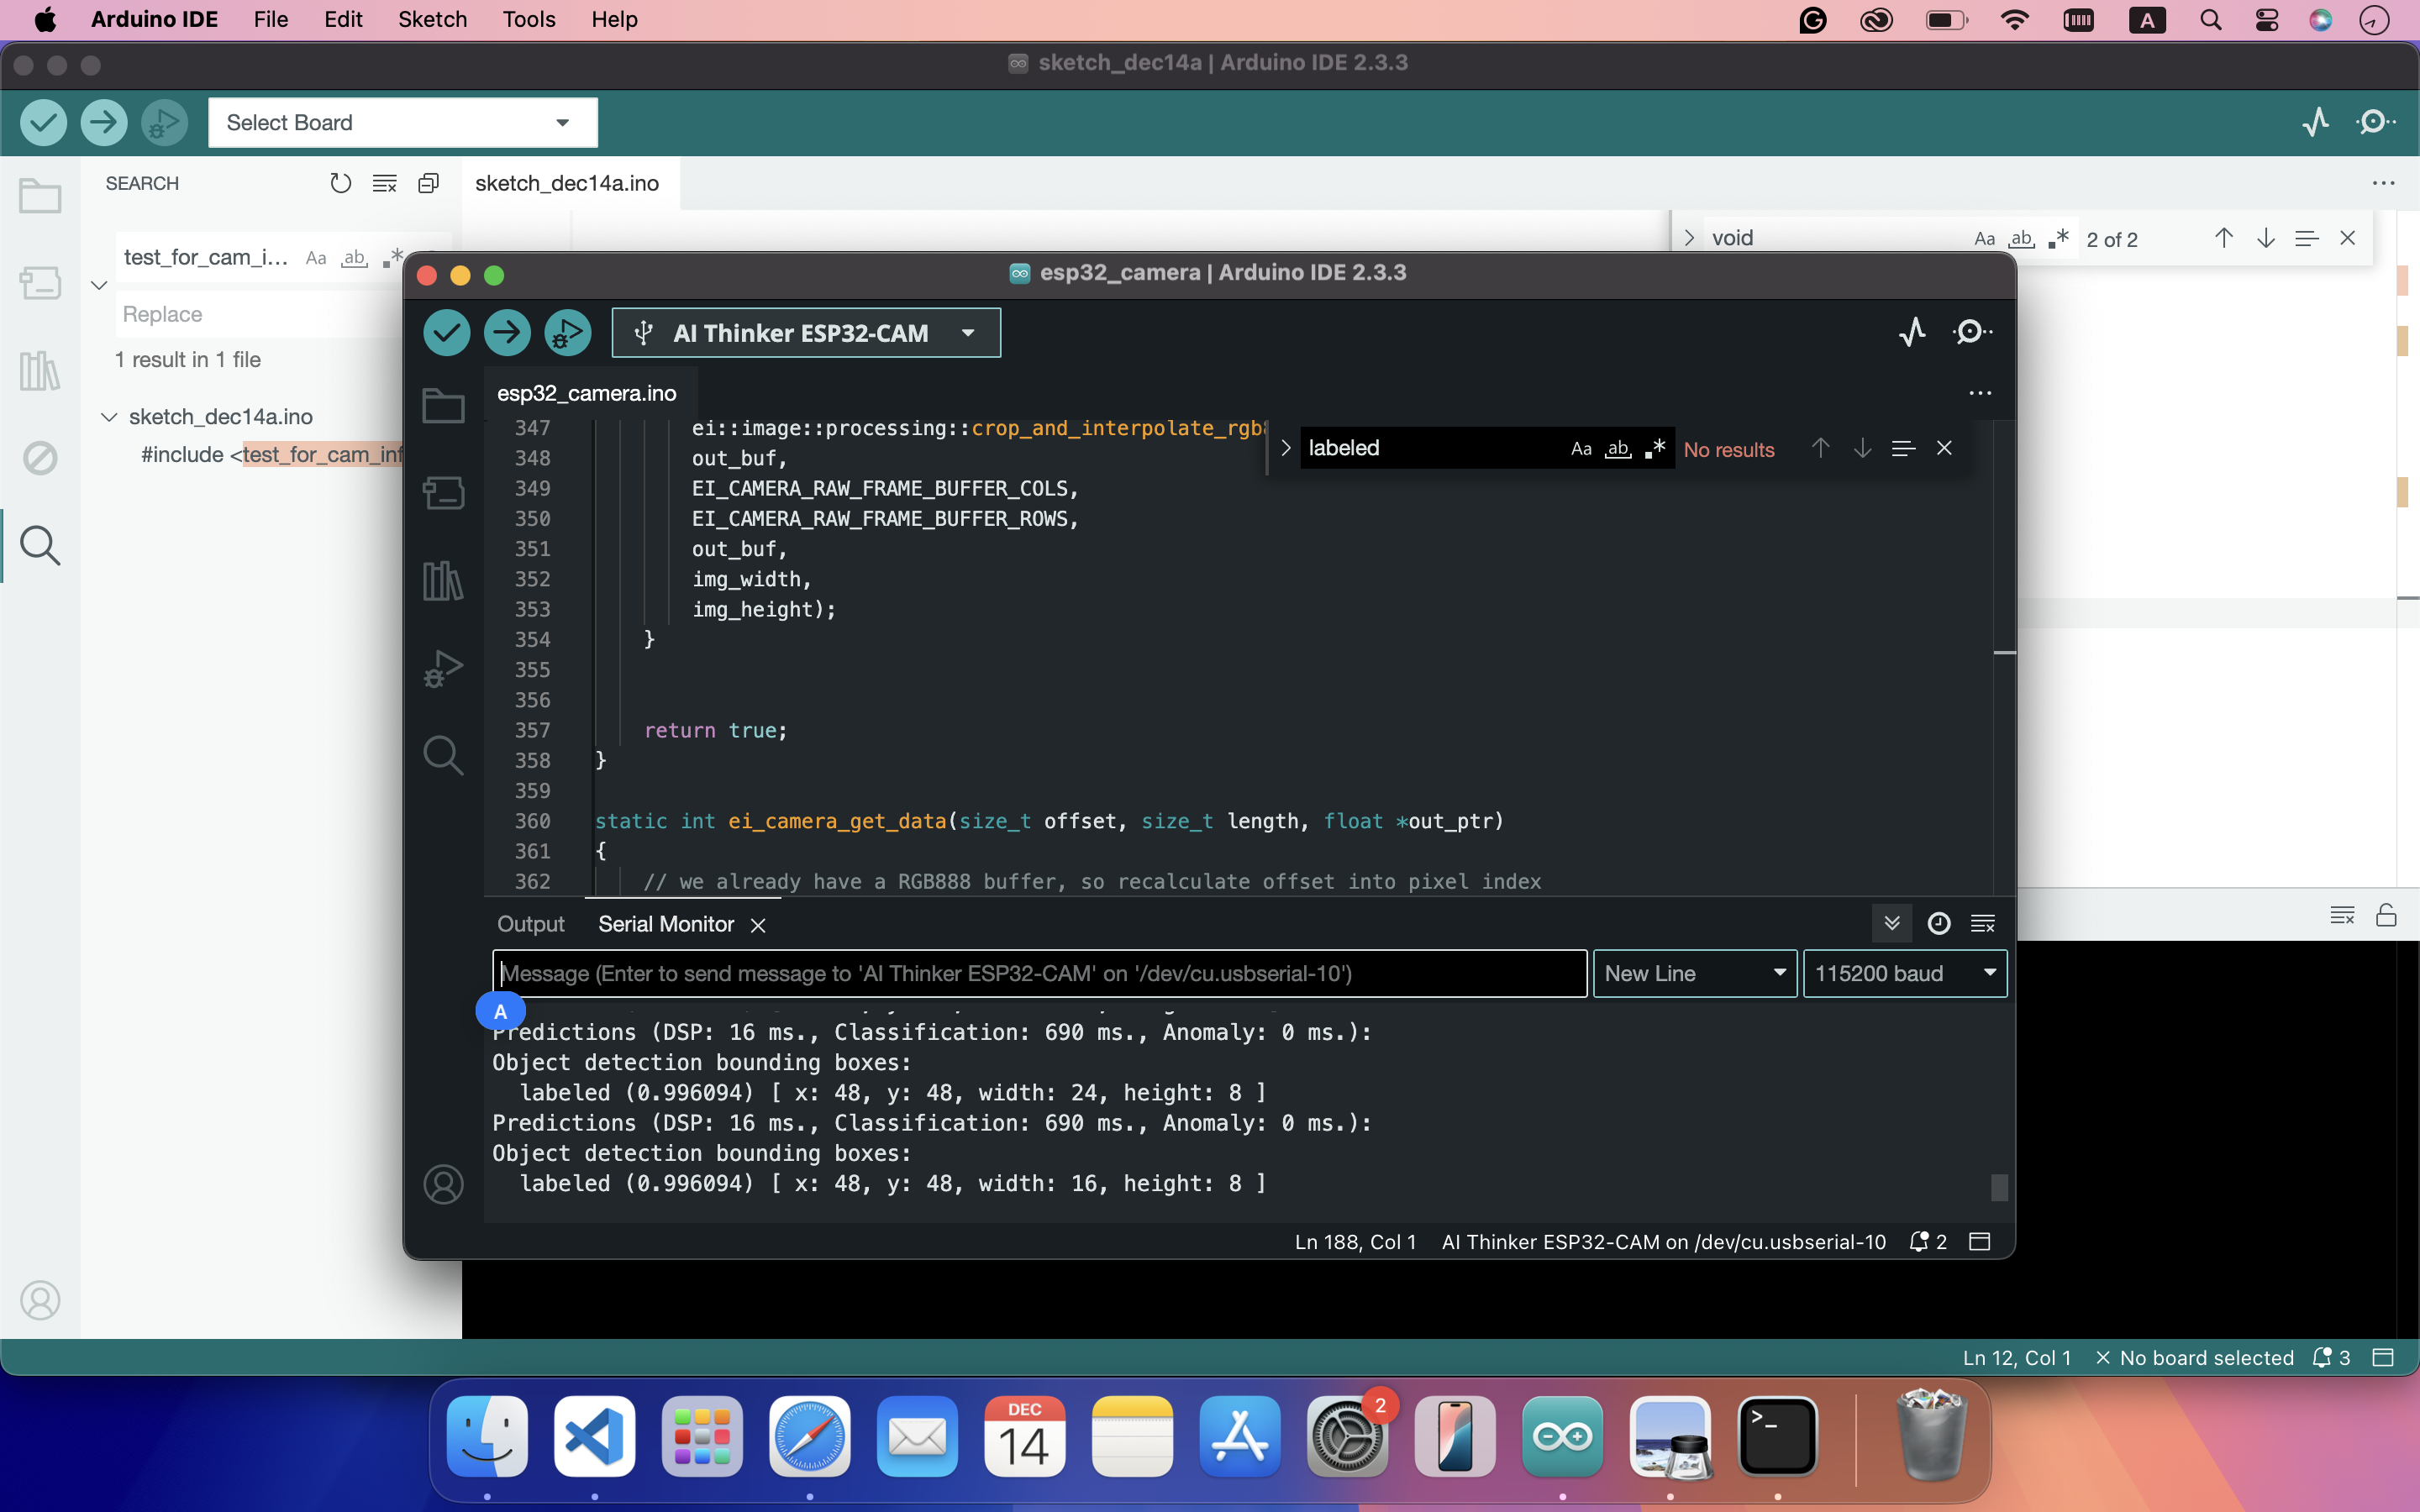 Arduino IDE File Edit Sketch Tools Help
A
sketch_dec14a | Arduino IDE 2.3.3
Select Board
SEARCH
sketch_dec14a.ino
test_for_cam_i...
Aa ab .*
Replace
1 result in 1 file
sketch_dec14a.ino
#include <test_for_cam_inf
void
Aa ab .* 2 of 2
esp32_camera | Arduino IDE 2.3.3
AI Thinker ESP32-CAM
esp32_camera.ino
labeled
Aa ab .* No results
347 ei::image::processing::crop_and_interpolate_rgb8
348 out_buf,
349 EI_CAMERA_RAW_FRAME_BUFFER_COLS,
350 EI_CAMERA_RAW_FRAME_BUFFER_ROWS,
351 out_buf,
352 img_width,
353 img_height);
354 }
355
356
357 return true;
358 }
359
360 static int ei_camera_get_data(size_t offset, size_t length, float *out_ptr)
361 {
362 // we already have a RGB888 buffer, so recalculate offset into pixel index
Output Serial Monitor
Message (Enter to send message to 'AI Thinker ESP32-CAM' on '/dev/cu.usbserial-10')
New Line
115200 baud
A
Predictions (DSP: 16 ms., Classification: 690 ms., Anomaly: 0 ms.):
Object detection bounding boxes:
labeled (0.996094) [ x: 48, y: 48, width: 24, height: 8 ]
Predictions (DSP: 16 ms., Classification: 690 ms., Anomaly: 0 ms.):
Object detection bounding boxes:
labeled (0.996094) [ x: 48, y: 48, width: 16, height: 8 ]
Ln 188, Col 1 AI Thinker ESP32-CAM on /dev/cu.usbserial-10 2
Ln 12, Col 1 No board selected 3
DEC
14
2
>_